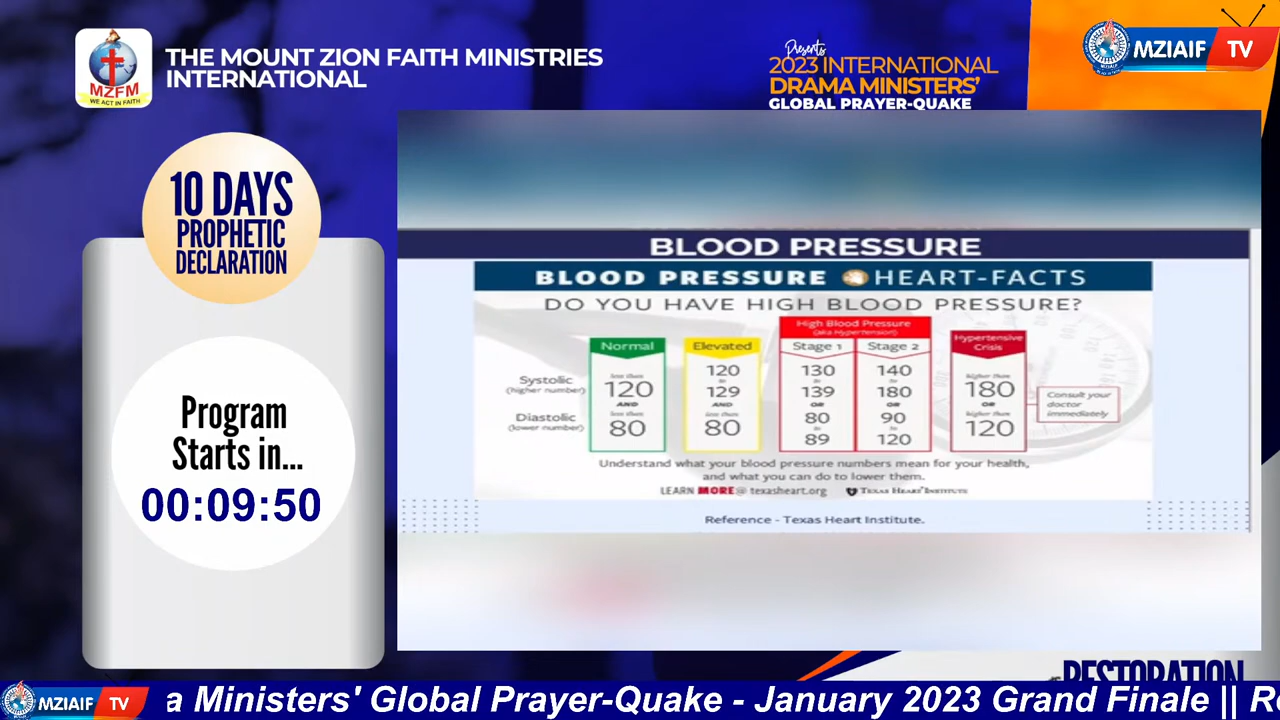 THE MOUNT ZION FAITH MINISTRIES
INTERNATIONAL
MZFM
WE ACT IN FAITH
Presents
2023 INTERNATIONAL
DRAMA MINISTERS'
GLOBAL PRAYER-QUAKE
MZIAIF TV
10 DAYS
PROPHETIC
DECLARATION
Program
Starts in...
00:09:50
BLOOD PRESSURE
BLOOD PRESSURE HEART-FACTS
DO YOU HAVE HIGH BLOOD PRESSURE?
High Blood Pressure
(aka Hypertension)
Normal
Elevated
Stage 1
Stage 2
Hypertensive
Crisis
Systolic
(higher number)
Diastolic
(lower number)
less than
120
AND
less than
80
120
to
129
AND
less than
80
130
to
139
OR
80
to
89
140
to
180
OR
90
to
120
higher than
180
OR
higher than
120
Consult your
doctor
immediately
Understand what your blood pressure numbers mean for your health,
and what you can do to lower them.
LEARN MORE @ texasheart.org TEXAS HEART INSTITUTE
Reference - Texas Heart Institute.
RESTORATION
MZIAIF TV a Ministers' Global Prayer-Quake - January 2023 Grand Finale ||